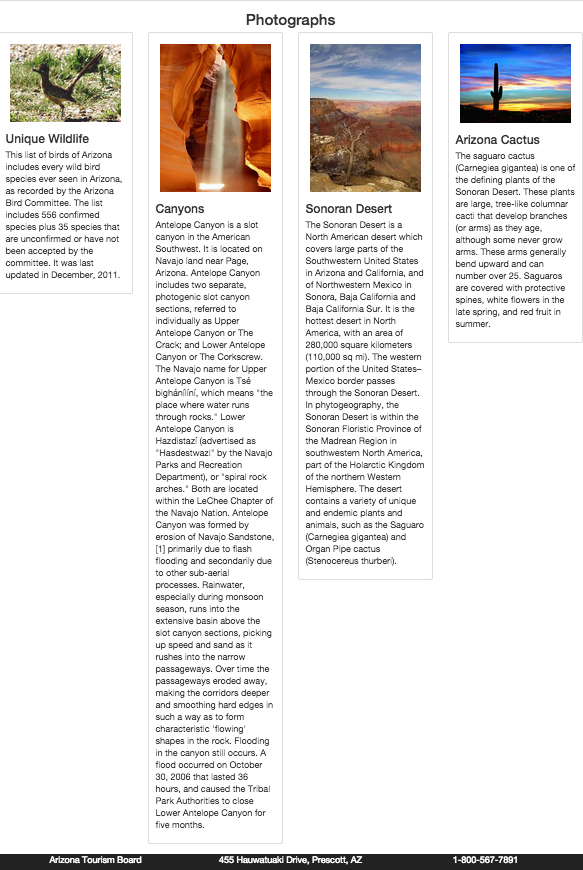 Photographs
Unique Wildlife
This list of birds of Arizona
includes every wild bird
species ever seen in Arizona,
as recorded by the Arizona
Bird Committee. The list
includes 556 confirmed
species plus 35 species that
are unconfirmed or have not
been accepted by the
committee. It was last
updated in December, 2011.
Canyons
Antelope Canyon is a slot
canyon in the American
Southwest. It is located on
Navajo land near Page,
Arizona. Antelope Canyon
includes two separate,
photogenic slot canyon
sections, referred to
individually as Upper
Antelope Canyon or The
Crack; and Lower Antelope
Canyon or The Corkscrew.
The Navajo name for Upper
Antelope Canyon is Tsé
bighánílíní, which means "the
place where water runs
through rocks." Lower
Antelope Canyon is
Hazdistazí (advertised as
"Hasdestwazi" by the Navajo
Parks and Recreation
Department), or "spiral rock
arches." Both are located
within the LeChee Chapter of
the Navajo Nation. Antelope
Canyon was formed by
erosion of Navajo Sandstone,
[1] primarily due to flash
flooding and secondarily due
to other sub-aerial
processes. Rainwater,
especially during monsoon
season, runs into the
extensive basin above the
slot canyon sections, picking
up speed and sand as it
rushes into the narrow
passageways. Over time the
passageways eroded away,
making the corridors deeper
and smoothing hard edges in
such a way as to form
characteristic 'flowing'
shapes in the rock. Flooding
in the canyon still occurs. A
flood occurred on October
30, 2006 that lasted 36
hours, and caused the Tribal
Park Authorities to close
Lower Antelope Canyon for
five months.
Sonoran Desert
The Sonoran Desert is a
North American desert which
covers large parts of the
Southwestern United States
in Arizona and California, and
of Northwestern Mexico in
Sonora, Baja California and
Baja California Sur. It is the
hottest desert in North
America, with an area of
280,000 square kilometers
(110,000 sq mi). The western
portion of the United States–
Mexico border passes
through the Sonoran Desert.
In phytogeography, the
Sonoran Desert is within the
Sonoran Floristic Province of
the Madrean Region in
southwestern North America,
part of the Holarctic Kingdom
of the northern Western
Hemisphere. The desert
contains a variety of unique
and endemic plants and
animals, such as the Saguaro
(Carnegiea gigantea) and
Organ Pipe cactus
(Stenocereus thurberi).
Arizona Cactus
The saguaro cactus
(Carnegiea gigantea) is one of
the defining plants of the
Sonoran Desert. These plants
are large, tree-like columnar
cacti that develop branches
(or arms) as they age,
although some never grow
arms. These arms generally
bend upward and can
number over 25. Saguaros
are covered with protective
spines, white flowers in the
late spring, and red fruit in
summer.
Arizona Tourism Board
455 Hauwatuaki Drive, Prescott, AZ
1-800-567-7891